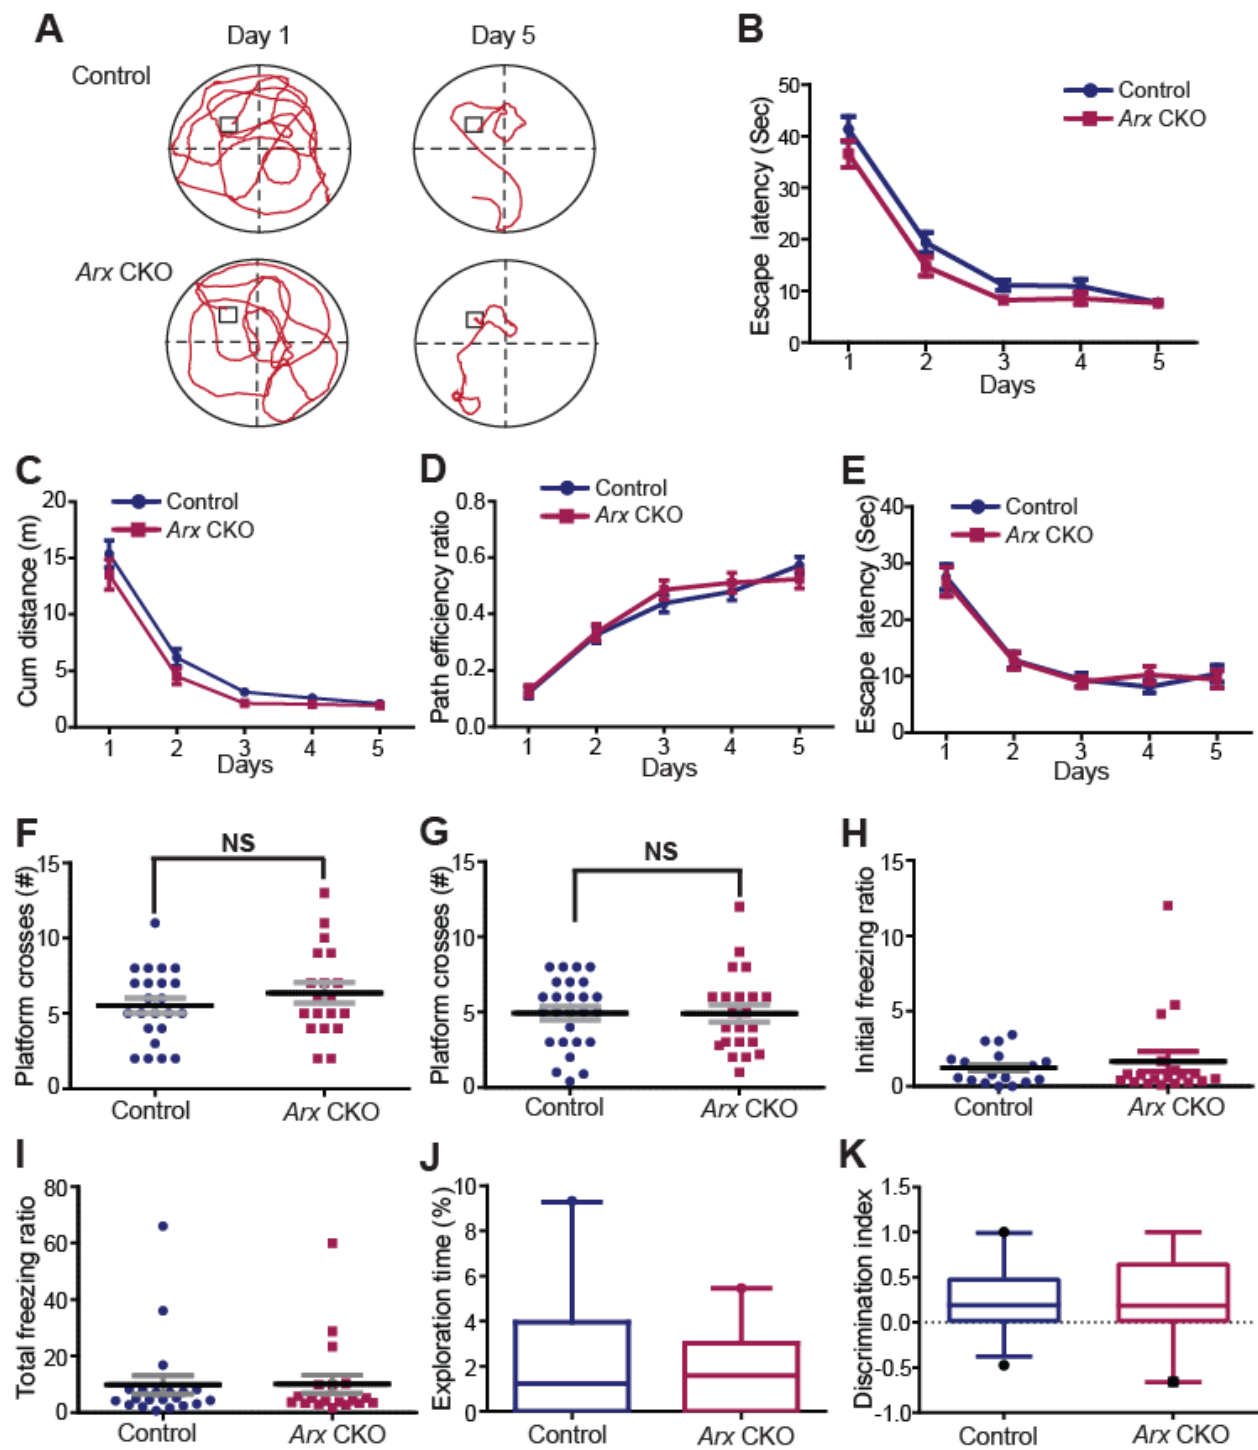 A
Day 1
Day 5
Control
Arx CKO
B
Escape latency (Sec)
50
40
30
20
10
0
1 2 3 4 5
Days
Control
Arx CKO
C
Cum distance (m)
20
15
10
5
0
1 2 3 4 5
Days
Control
Arx CKO
D
Path efficiency ratio
0.8
0.6
0.4
0.2
0.0
1 2 3 4 5
Days
Control
Arx CKO
E
Escape latency (Sec)
40
30
20
10
0
1 2 3 4 5
Days
Control
Arx CKO
F
Platform crosses (#)
15
10
5
0
NS
Control
Arx CKO
G
Platform crosses (#)
15
10
5
0
NS
Control
Arx CKO
H
Initial freezing ratio
15
10
5
0
Control
Arx CKO
I
Total freezing ratio
80
60
40
20
0
Control
Arx CKO
J
Exploration time (%)
10
8
6
4
2
0
Control
Arx CKO
K
Discrimination index
1.5
1.0
0.5
0.0
-0.5
-1.0
Control
Arx CKO